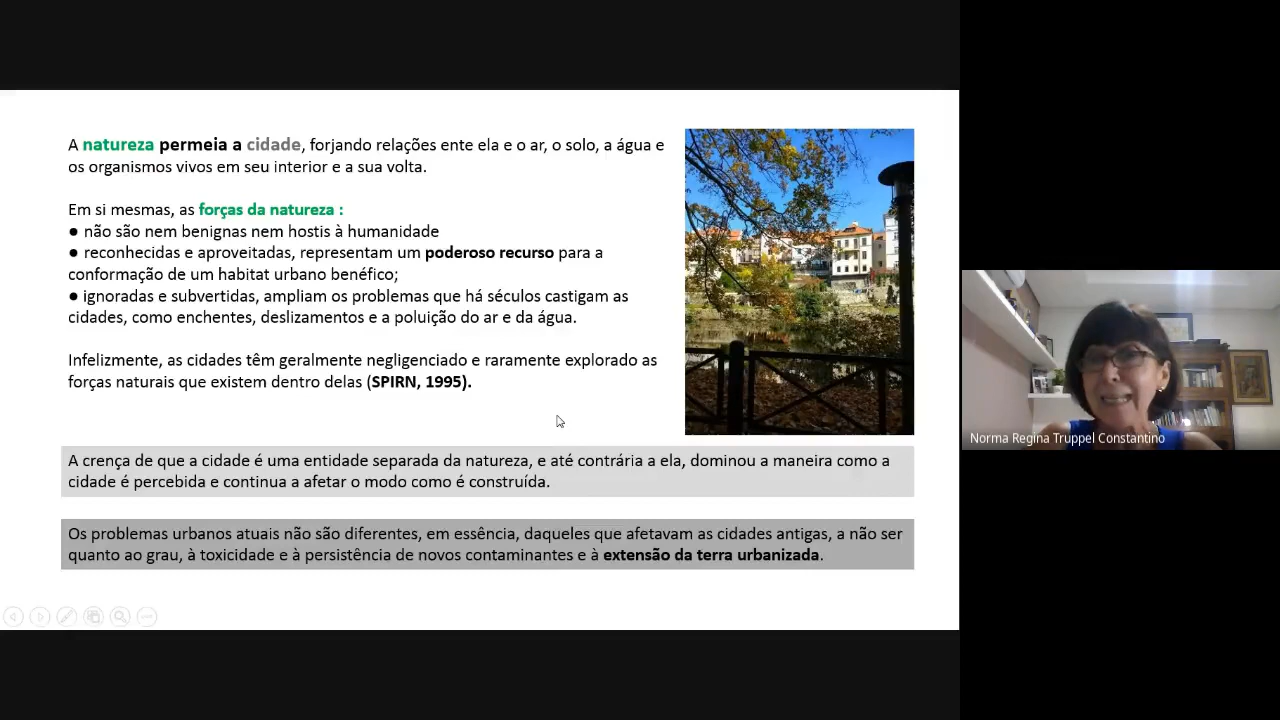 A natureza permeia a cidade, forjando relações ente ela e o ar, o solo, a água e
os organismos vivos em seu interior e a sua volta.
Em si mesmas, as forças da natureza :
● não são nem benignas nem hostis à humanidade
● reconhecidas e aproveitadas, representam um poderoso recurso para a
conformação de um habitat urbano benéfico;
● ignoradas e subvertidas, ampliam os problemas que há séculos castigam as
cidades, como enchentes, deslizamentos e a poluição do ar e da água.
Infelizmente, as cidades têm geralmente negligenciado e raramente explorado as
forças naturais que existem dentro delas (SPIRN, 1995).
A crença de que a cidade é uma entidade separada da natureza, e até contrária a ela, dominou a maneira como a
cidade é percebida e continua a afetar o modo como é construída.
Os problemas urbanos atuais não são diferentes, em essência, daqueles que afetavam as cidades antigas, a não ser
quanto ao grau, à toxicidade e à persistência de novos contaminantes e à extensão da terra urbanizada.
Norma Regina Truppel Constantino